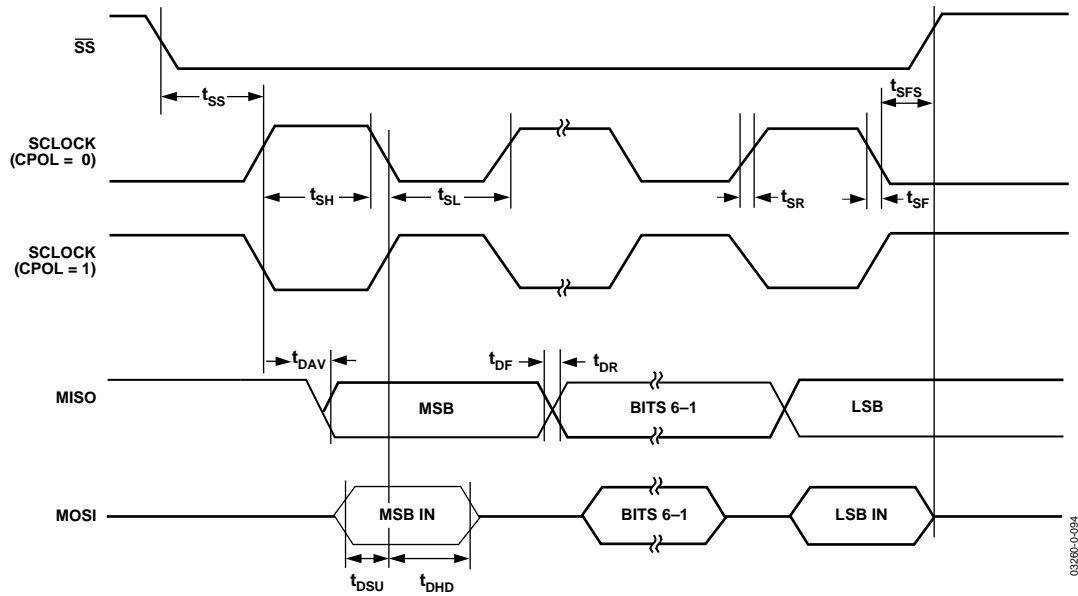 SS
tSS
tSFS
SCLOCK
(CPOL = 0)
tSH
tSL
tSR
tSF
SCLOCK
(CPOL = 1)
tDAV
tDF
tDR
MISO
MSB
BITS 6–1
LSB
MOSI
MSB IN
BITS 6–1
LSB IN
tDSU
tDHD
03260-0-094